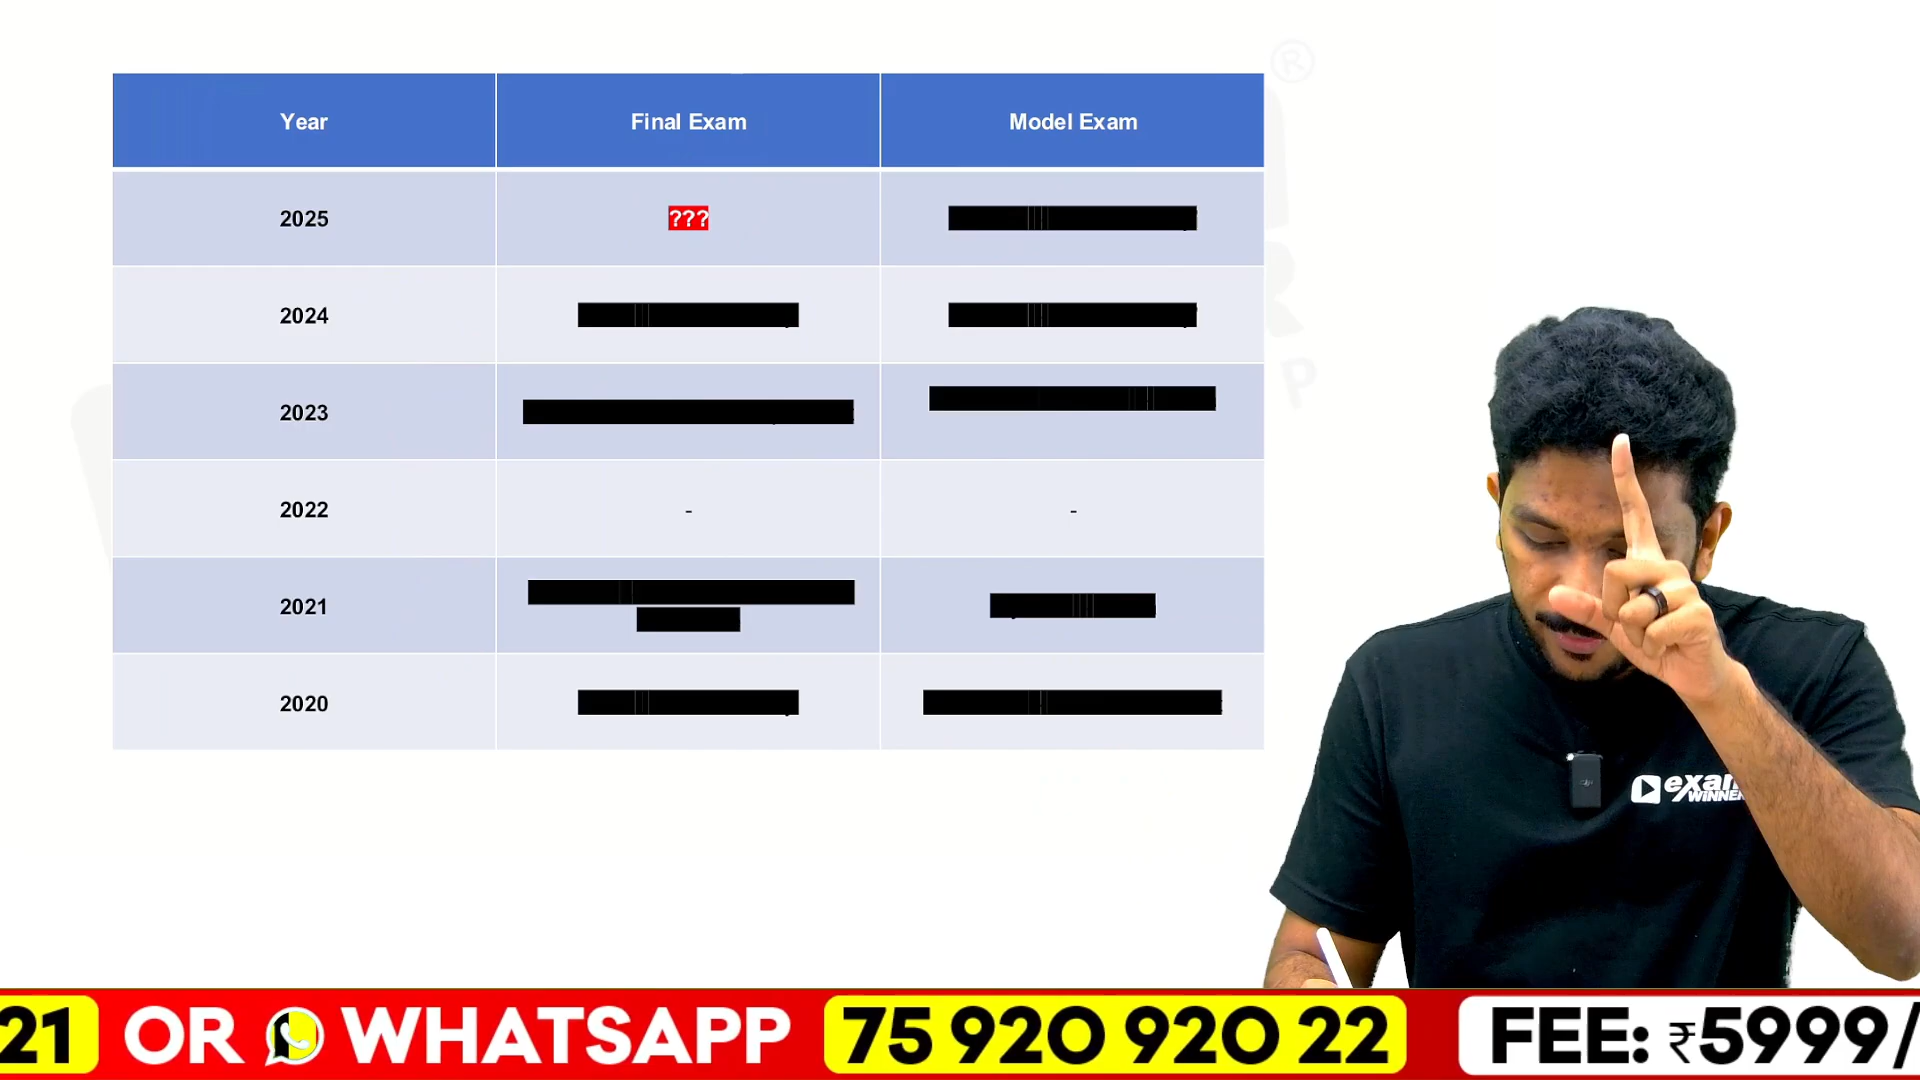 Year Final Exam Model Exam
2025 ???
2024
2023
2022 - -
2021
2020
®
R
P
exam
WINNER
21 OR WHATSAPP 75 920 920 22 FEE: ₹5999/